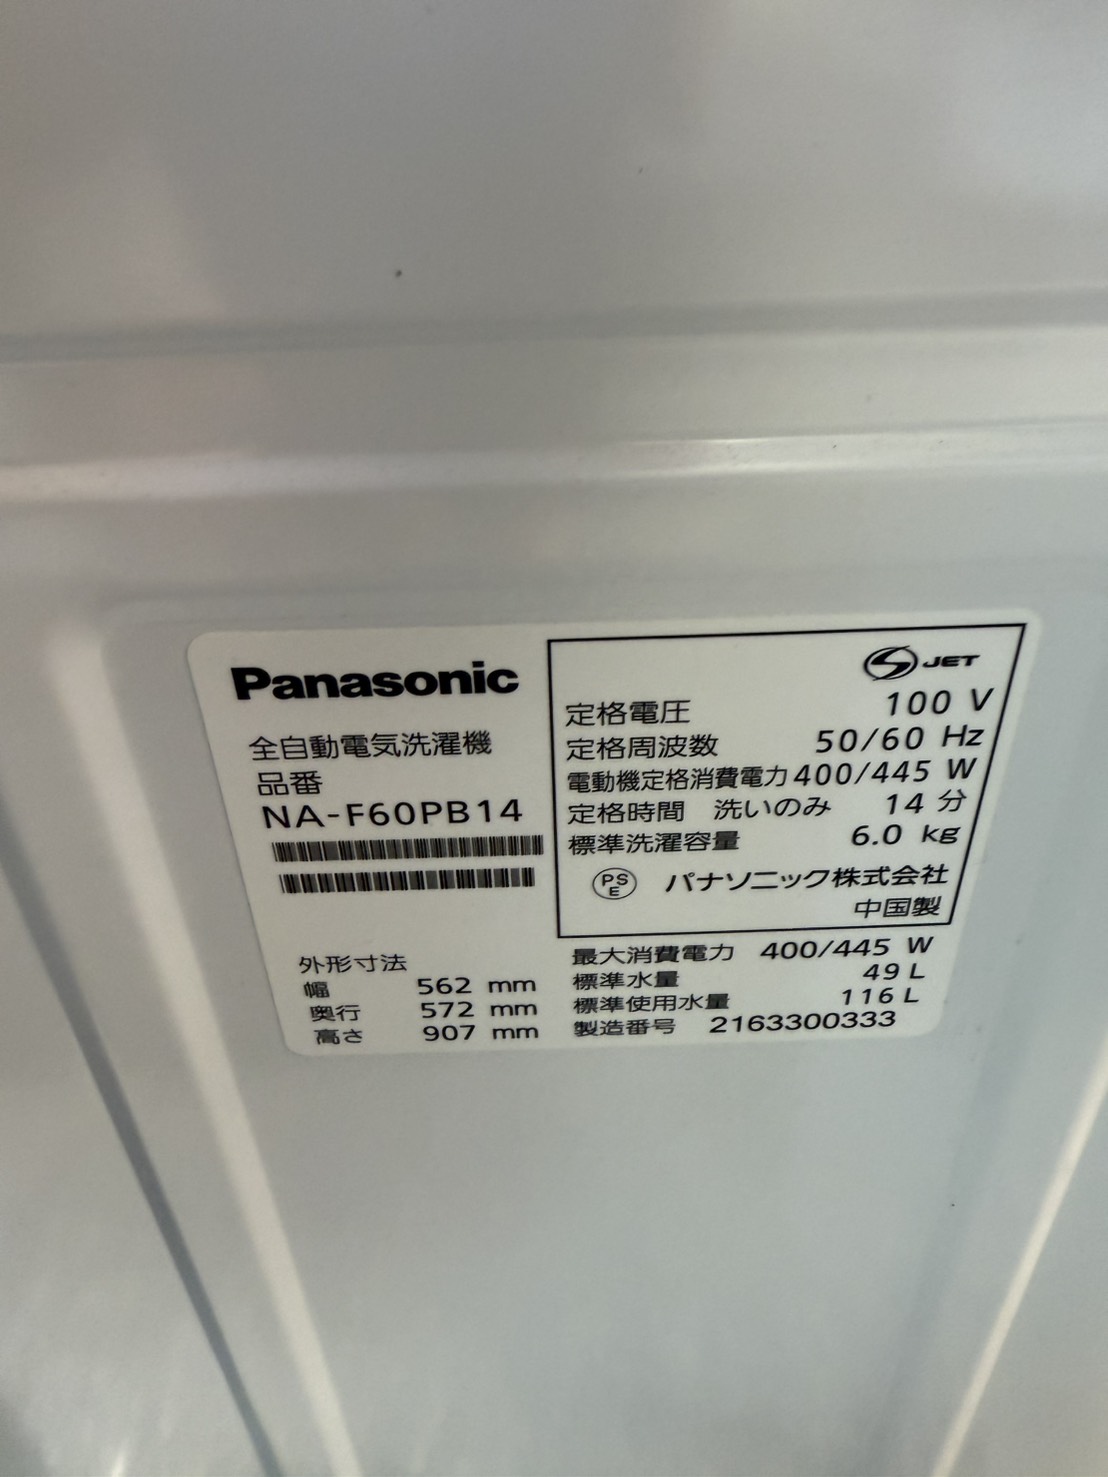 Panasonic
全自動電気洗濯機
品番
NA-F60PB14
外形寸法
幅 562 mm
奥行 572 mm
高さ 907 mm
S JET
定格電圧 100 V
定格周波数 50/60 Hz
電動機定格消費電力 400/445 W
定格時間 洗いのみ 14 分
標準洗濯容量 6.0 kg
PSE パナソニック株式会社
中国製
最大消費電力 400/445 W
標準水量 49 L
標準使用水量 116 L
製造番号 2163300333